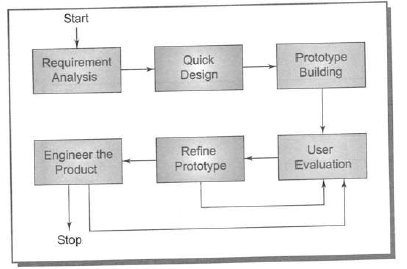 Start
Requirement
Analysis
Quick
Design
Prototype
Building
Engineer the
Product
Refine
Prototype
User
Evaluation
Stop